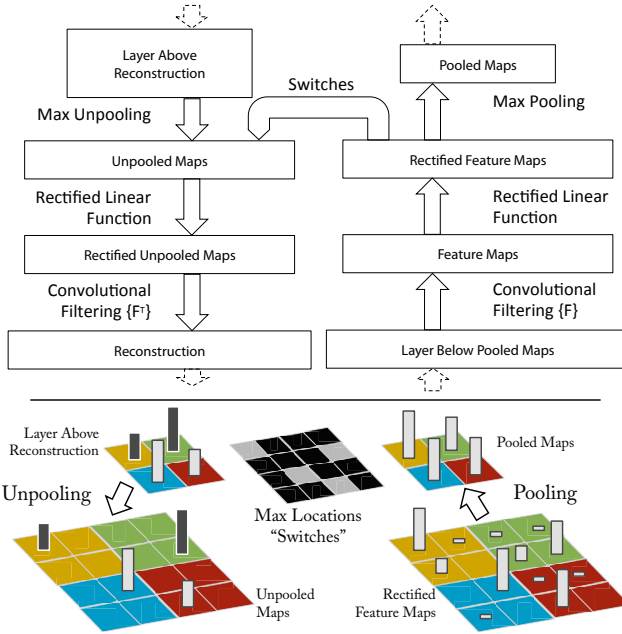 Layer Above
Reconstruction
Pooled Maps
Switches
Max Unpooling
Max Pooling
Unpooled Maps
Rectified Feature Maps
Rectified Linear
Function
Rectified Linear
Function
Rectified Unpooled Maps
Feature Maps
Convolutional
Filtering {Fᵀ}
Convolutional
Filtering {F}
Reconstruction
Layer Below Pooled Maps
Layer Above
Reconstruction
Pooled Maps
Unpooling
Pooling
Max Locations
“Switches”
Unpooled
Maps
Rectified
Feature Maps